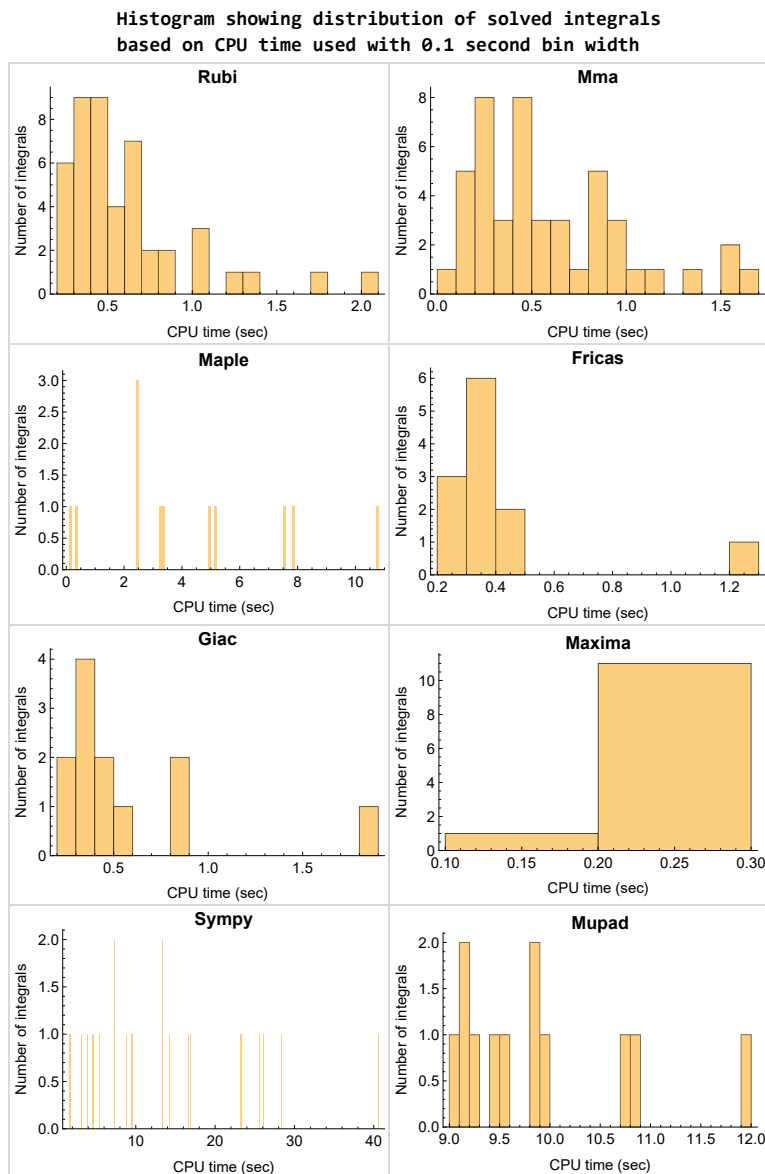 Histogram showing distribution of solved integrals
based on CPU time used with 0.1 second bin width
Rubi
Number of integrals
8
6
4
2
0
0.5 1.0 1.5 2.0
CPU time (sec)
Mma
Number of integrals
8
6
4
2
0
0.0 0.5 1.0 1.5
CPU time (sec)
Maple
Number of integrals
3.0
2.5
2.0
1.5
1.0
0.5
0.0
0 2 4 6 8 10
CPU time (sec)
Fricas
Number of integrals
6
5
4
3
2
1
0
0.2 0.4 0.6 0.8 1.0 1.2
CPU time (sec)
Giac
Number of integrals
4
3
2
1
0
0.5 1.0 1.5
CPU time (sec)
Maxima
Number of integrals
10
8
6
4
2
0
0.10 0.15 0.20 0.25 0.30
CPU time (sec)
Sympy
Number of integrals
2.0
1.5
1.0
0.5
0.0
10 20 30 40
CPU time (sec)
Mupad
Number of integrals
2.0
1.5
1.0
0.5
0.0
9.0 9.5 10.0 10.5 11.0 11.5 12.0
CPU time (sec)